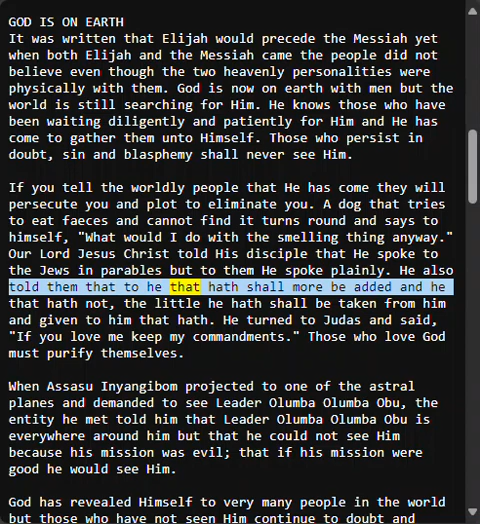 GOD IS ON EARTH
It was written that Elijah would precede the Messiah yet
when both Elijah and the Messiah came the people did not
believe even though the two heavenly personalities were
physically with them. God is now on earth with men but the
world is still searching for Him. He knows those who have
been waiting diligently and patiently for Him and He has
come to gather them unto Himself. Those who persist in
doubt, sin and blasphemy shall never see Him.
If you tell the worldly people that He has come they will
persecute you and plot to eliminate you. A dog that tries
to eat faeces and cannot find it turns round and says to
himself, "What would I do with the smelling thing anyway."
Our Lord Jesus Christ told His disciple that He spoke to
the Jews in parables but to them He spoke plainly. He also
told them that to he that hath shall more be added and he
that hath not, the little he hath shall be taken from him
and given to him that hath. He turned to Judas and said,
"If you love me keep my commandments." Those who love God
must purify themselves.
When Assasu Inyangibom projected to one of the astral
planes and demanded to see Leader Olumba Olumba Obu, the
entity he met told him that Leader Olumba Olumba Obu is
everywhere around him but that he could not see Him
because his mission was evil; that if his mission were
good he would see Him.
God has revealed Himself to very many people in the world
but those who have not seen Him continue to doubt and